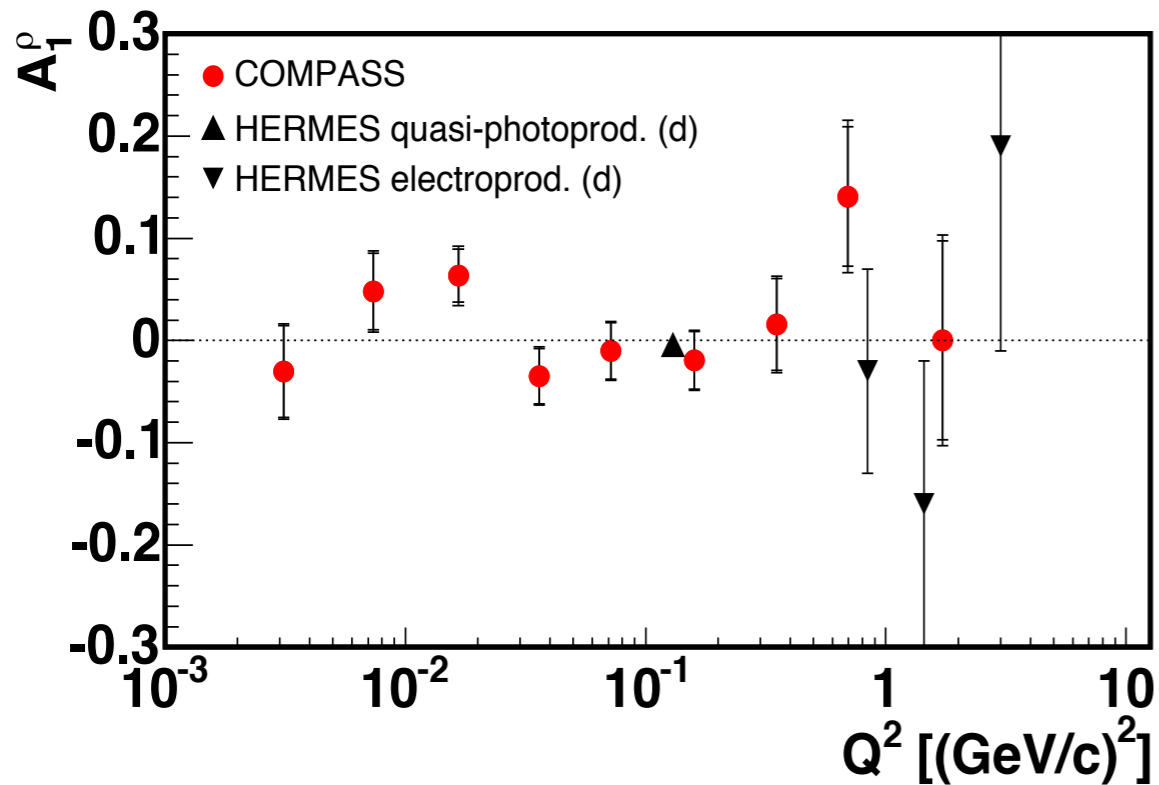 A₁^ρ
0.3
0.2
0.1
0
-0.1
-0.2
-0.3
COMPASS
HERMES quasi-photoprod. (d)
HERMES electroprod. (d)
10⁻³ 10⁻² 10⁻¹ 1 10
Q² [(GeV/c)²]